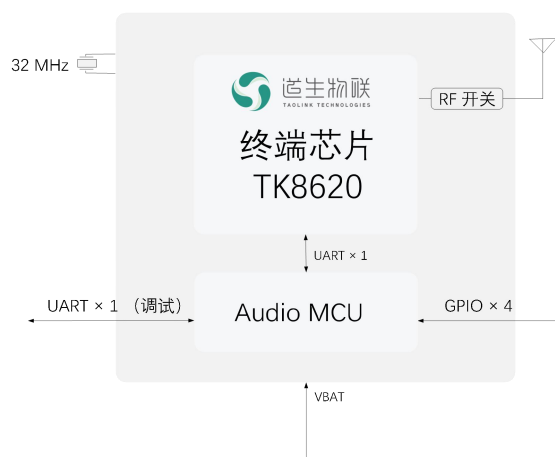 32 MHz
道生物联
TAOLINK TECHNOLOGIES
RF 开关
终端芯片
TK8620
UART × 1
UART × 1 （调试）
Audio MCU
GPIO × 4
VBAT